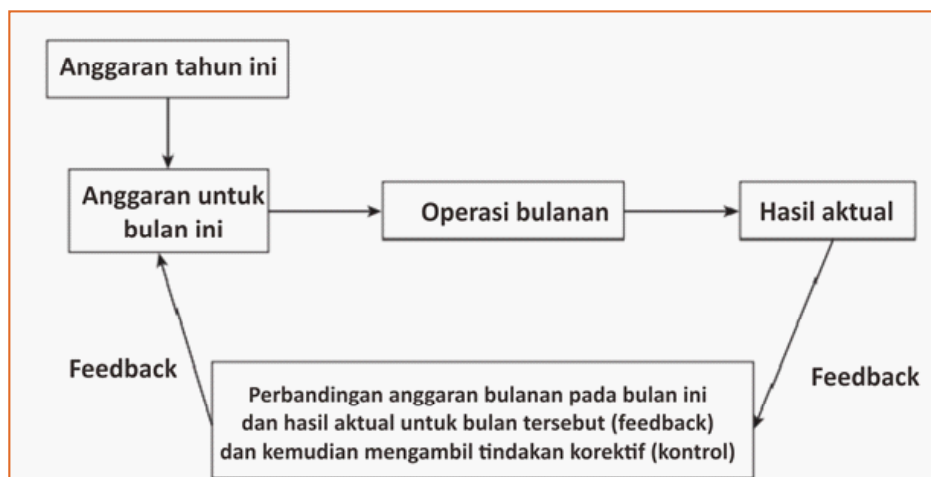 Anggaran tahun ini
Anggaran untuk
bulan ini
Operasi bulanan
Hasil aktual
Feedback
Feedback
Perbandingan anggaran bulanan pada bulan ini
dan hasil aktual untuk bulan tersebut (feedback)
dan kemudian mengambil tindakan korektif (kontrol)